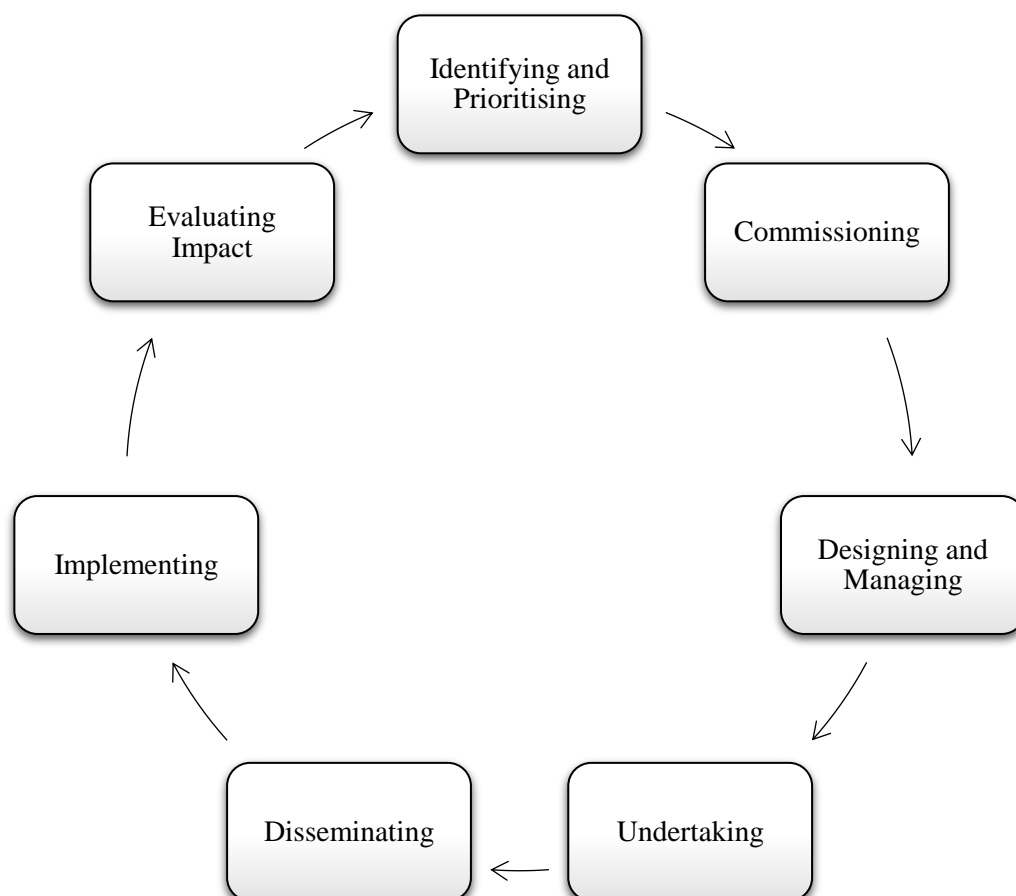 Identifying and
Prioritising
Commissioning
Designing and
Managing
Undertaking
Disseminating
Implementing
Evaluating
Impact